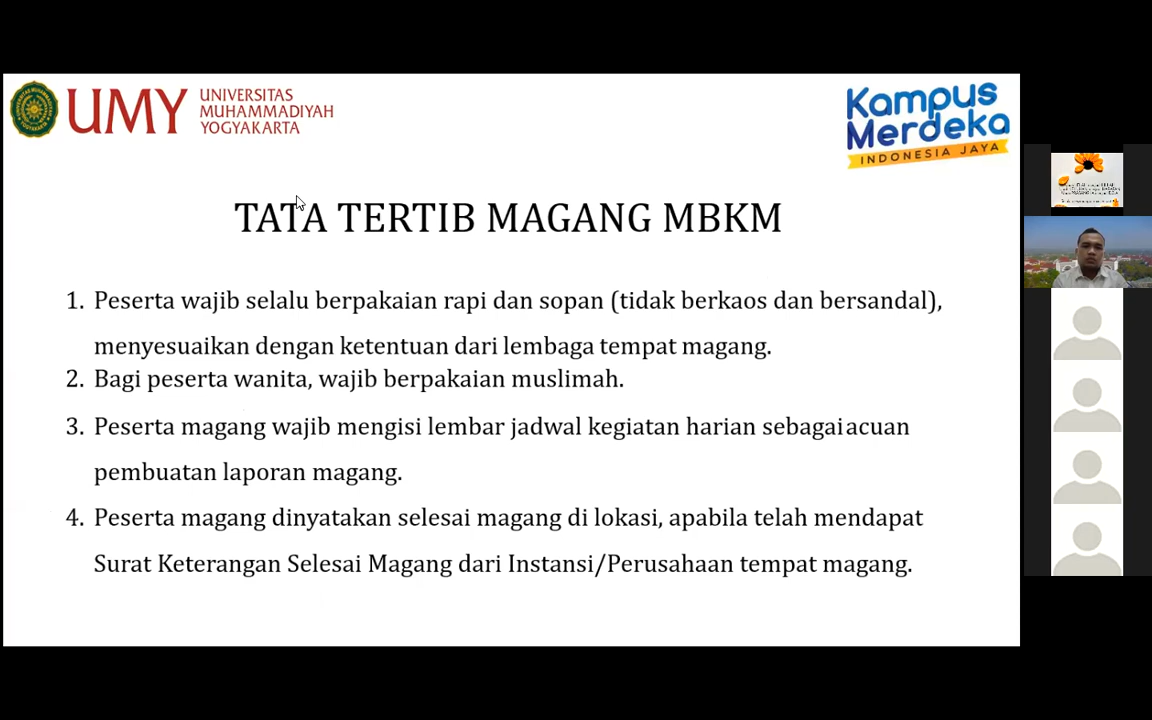 UMY UNIVERSITAS
MUHAMMADIYAH
YOGYAKARTA
Kampus
Merdeka
INDONESIA JAYA
TATA TERTIB MAGANG MBKM
1. Peserta wajib selalu berpakaian rapi dan sopan (tidak berkaos dan bersandal),
menyesuaikan dengan ketentuan dari lembaga tempat magang.
2. Bagi peserta wanita, wajib berpakaian muslimah.
3. Peserta magang wajib mengisi lembar jadwal kegiatan harian sebagai acuan
pembuatan laporan magang.
4. Peserta magang dinyatakan selesai magang di lokasi, apabila telah mendapat
Surat Keterangan Selesai Magang dari Instansi/Perusahaan tempat magang.